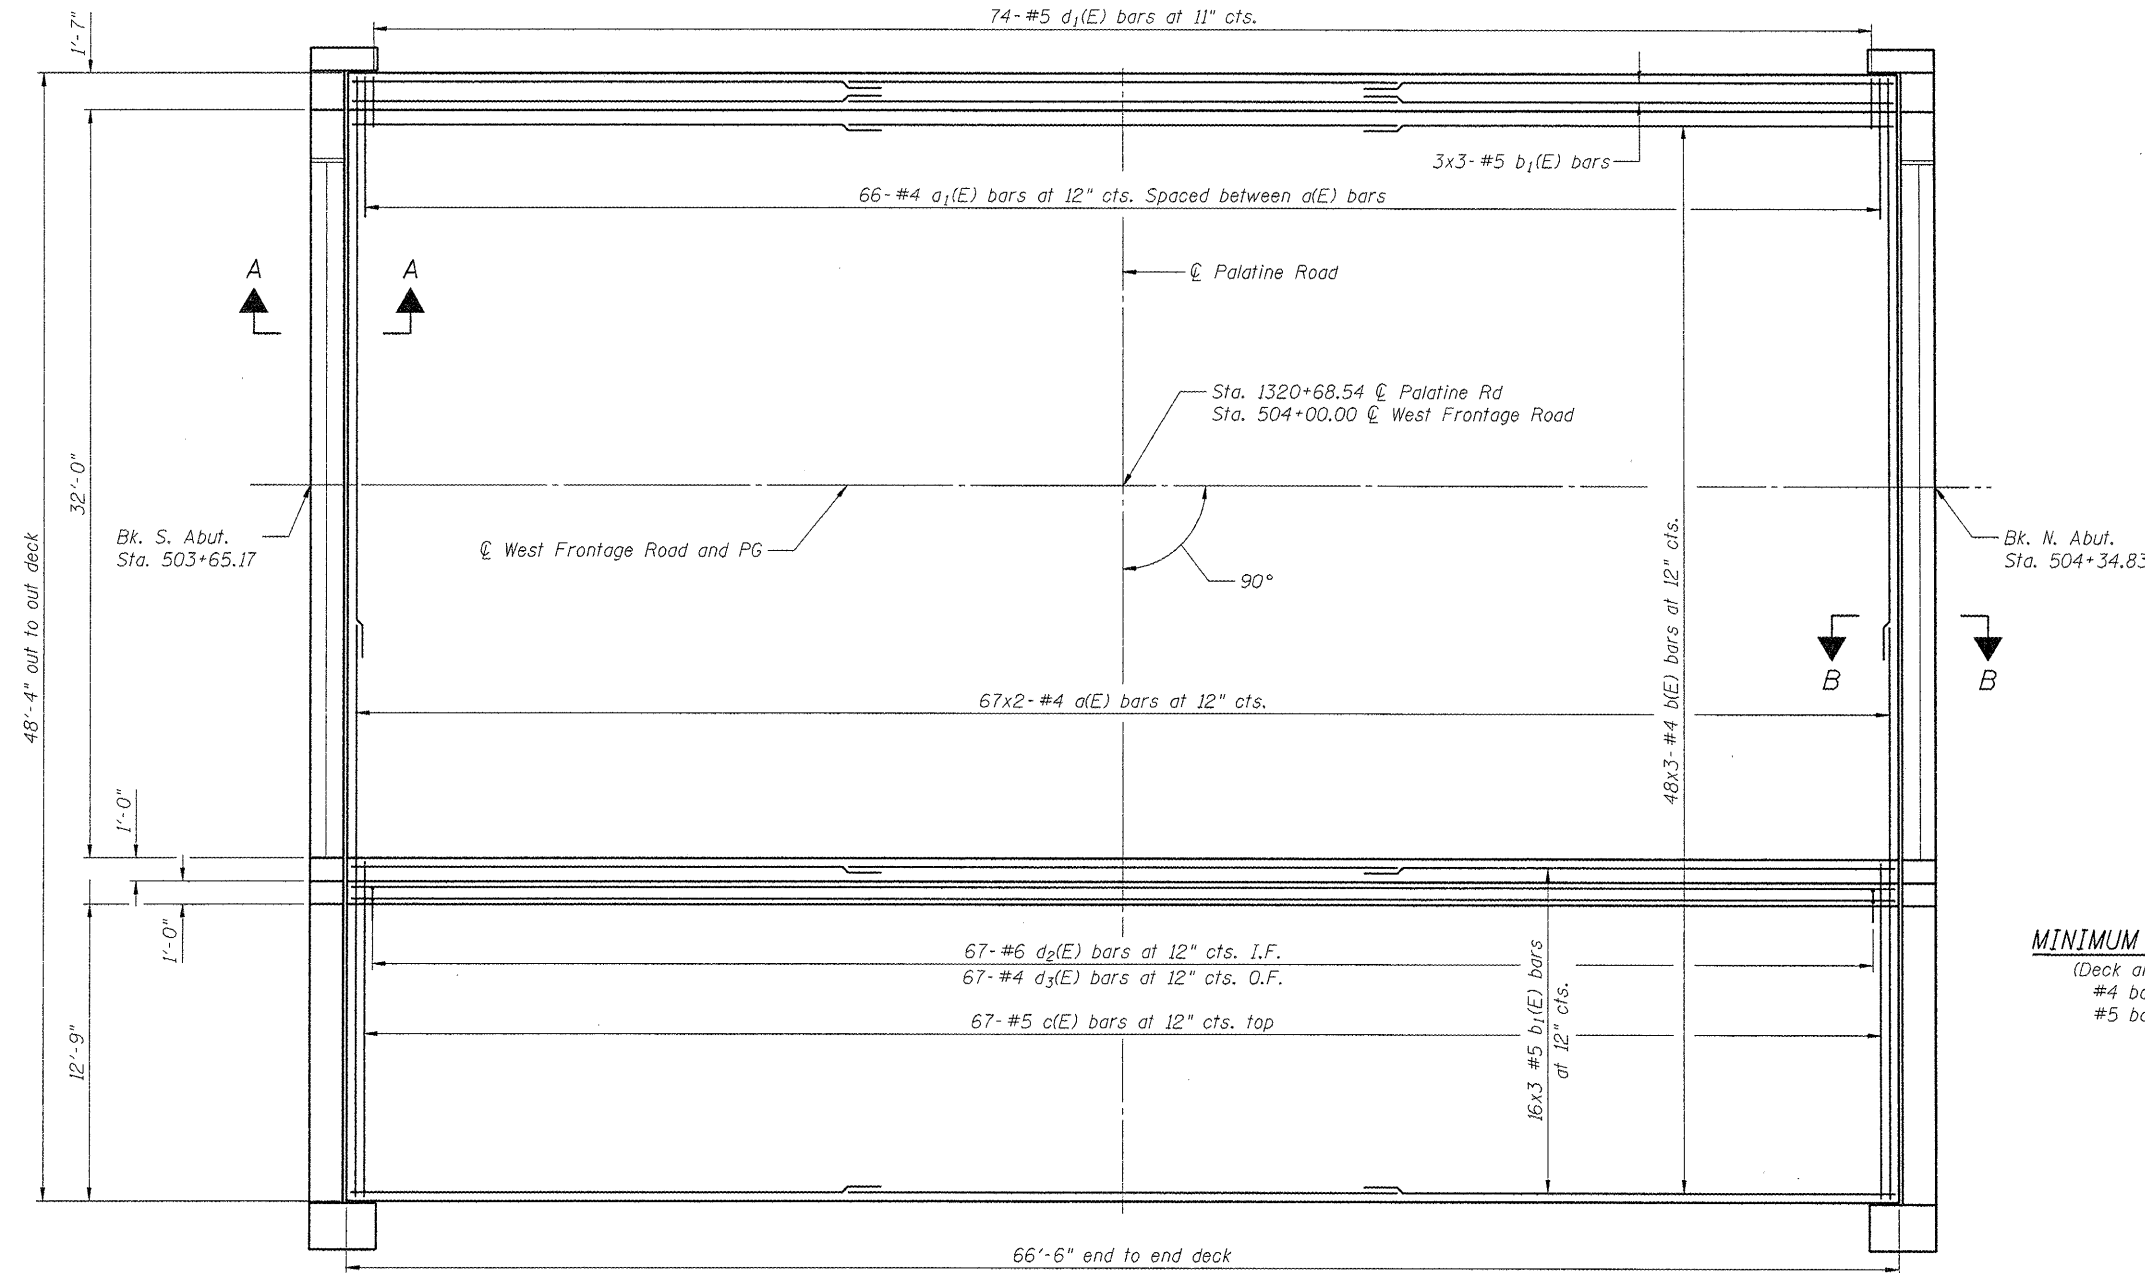 74-#5 d₁(E) bars at 11" cts.
1'-7"
3x3-#5 b₁(E) bars
66-#4 a₁(E) bars at 12" cts. Spaced between a(E) bars
A
A
℄ Palatine Road
Sta. 1320+68.54 ℄ Palatine Rd
Sta. 504+00.00 ℄ West Frontage Road
32'-0"
48'-4" out to out deck
Bk. S. Abut.
Sta. 503+65.17
℄ West Frontage Road and PG
90°
48x3-#4 b(E) bars at 12" cts.
Bk. N. Abut.
Sta. 504+34.83
B
B
67x2-#4 a(E) bars at 12" cts.
1'-0"
1'-0"
67-#6 d₂(E) bars at 12" cts. I.F.
67-#4 d₃(E) bars at 12" cts. O.F.
67-#5 c(E) bars at 12" cts. top
16x3 #5 b₁(E) bars
at 12" cts.
12'-9"
MINIMUM
(Deck
#4
#5
66'-6" end to end deck